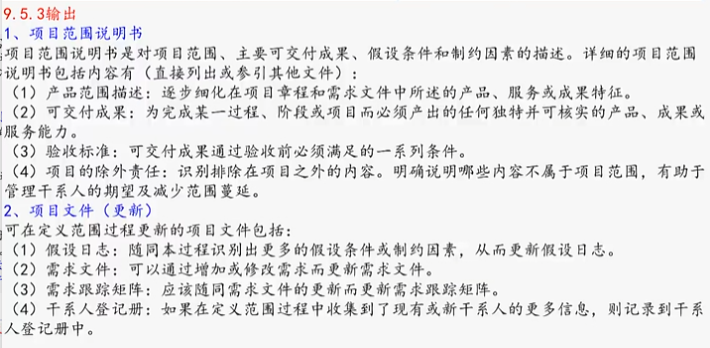 9.5.3输出
1、项目范围说明书
项目范围说明书是对项目范围、主要可交付成果、假设条件和制约因素的描述。详细的项目范围
说明书包括内容有（直接列出或参引其他文件）：
（1）产品范围描述：逐步细化在项目章程和需求文件中所述的产品、服务或成果特征。
（2）可交付成果：为完成某一过程、阶段或项目而必须产出的任何独特并可核实的产品、成果或
服务能力。
（3）验收标准：可交付成果通过验收前必须满足的一系列条件。
（4）项目的除外责任：识别排除在项目之外的内容。明确说明哪些内容不属于项目范围，有助于
管理干系人的期望及减少范围蔓延。
2、项目文件（更新）
可在定义范围过程更新的项目文件包括：
（1）假设日志：随同本过程识别出更多的假设条件或制约因素，从而更新假设日志。
（2）需求文件：可以通过增加或修改需求而更新需求文件。
（3）需求跟踪矩阵：应该随同需求文件的更新而更新需求跟踪矩阵。
（4）干系人登记册：如果在定义范围过程中收集到了现有或新干系人的更多信息，则记录到干系
人登记册中。